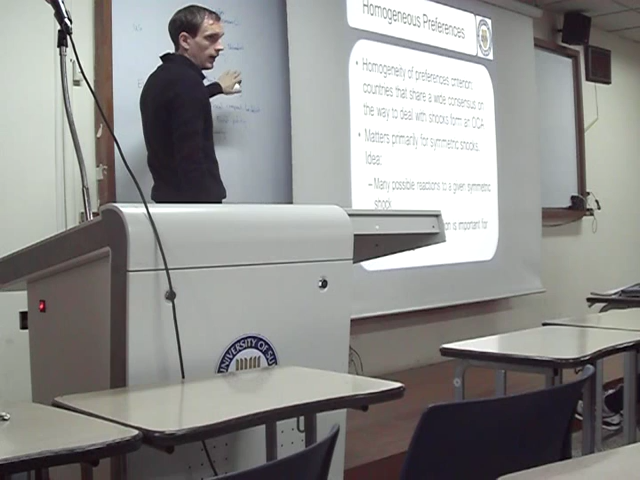 Homogeneous Preferences
• Homogeneity of preferences criterion:
countries that share a wide consensus on
the way to deal with shocks form an OCA
• Matters primarily for symmetric shocks.
Idea:
– Many possible reactions to a given symmetric
shock
is important for
UNIVERSITY OF